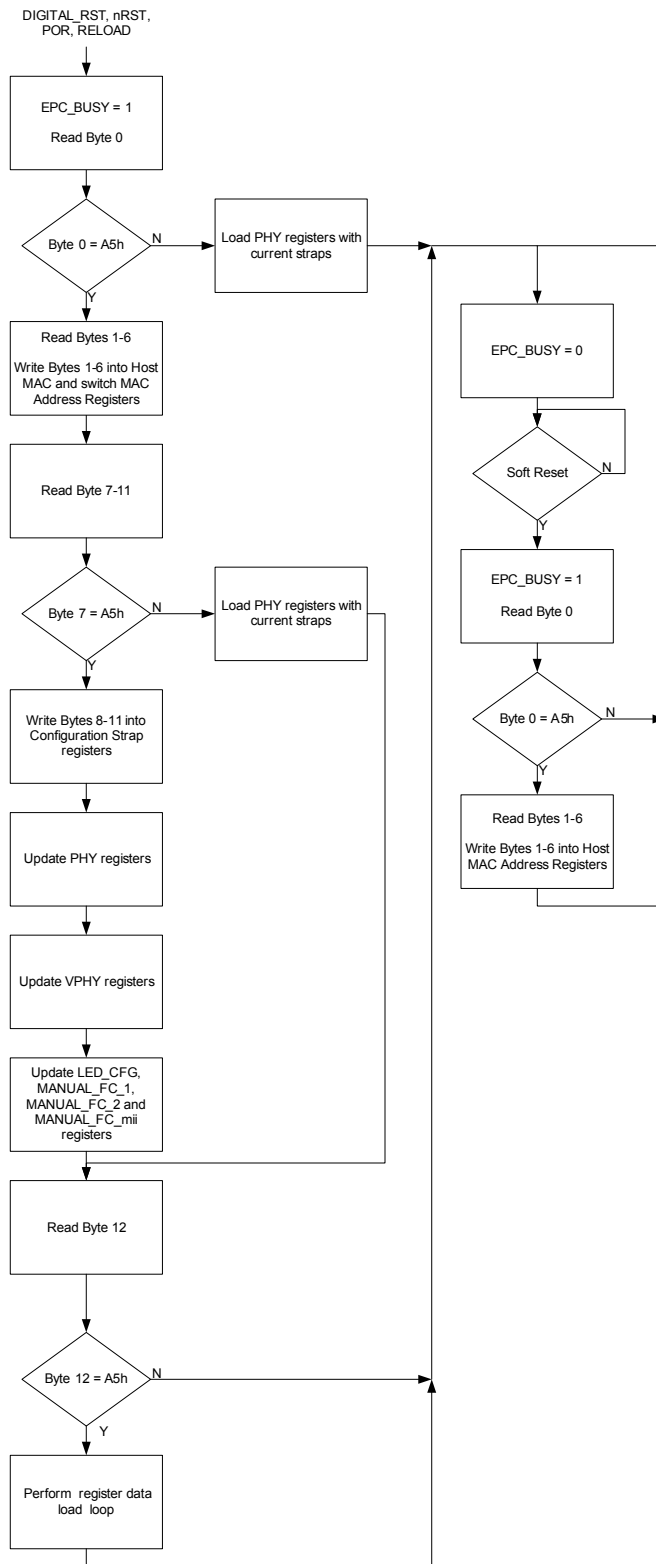 DIGITAL_RST, nRST,
POR, RELOAD
EPC_BUSY = 1
Read Byte 0
Byte 0 = A5h
N
Y
Load PHY registers with
current straps
Read Bytes 1-6
Write Bytes 1-6 into Host
MAC and switch MAC
Address Registers
Read Byte 7-11
Byte 7 = A5h
N
Y
Load PHY registers with
current straps
Write Bytes 8-11 into
Configuration Strap
registers
Update PHY registers
Update VPHY registers
Update LED_CFG,
MANUAL_FC_1,
MANUAL_FC_2 and
MANUAL_FC_mii
registers
Read Byte 12
Byte 12 = A5h
N
Y
Perform register data
load loop
EPC_BUSY = 0
Soft Reset
N
Y
EPC_BUSY = 1
Read Byte 0
Byte 0 = A5h
N
Y
Read Bytes 1-6
Write Bytes 1-6 into Host
MAC Address Registers